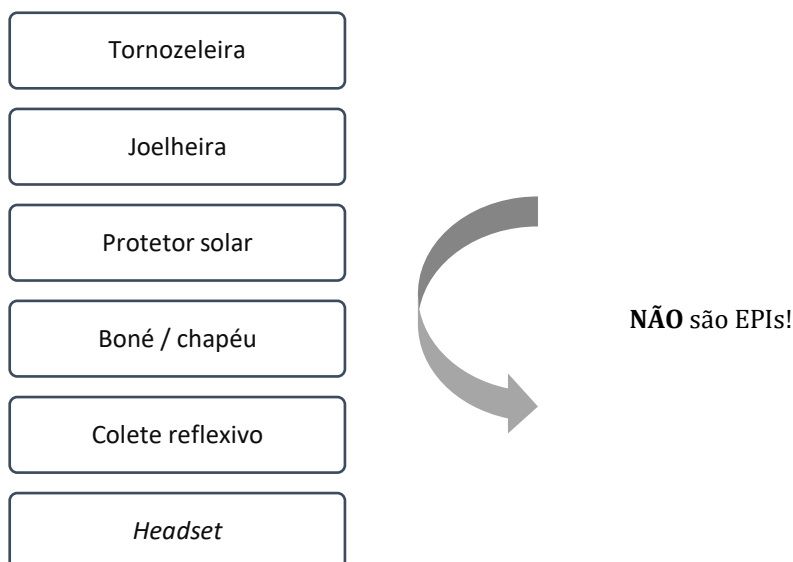 Tornozeleira
Joelheira
Protetor solar
Boné / chapéu
Colete reflexivo
Headset
NÃO são EPIs!